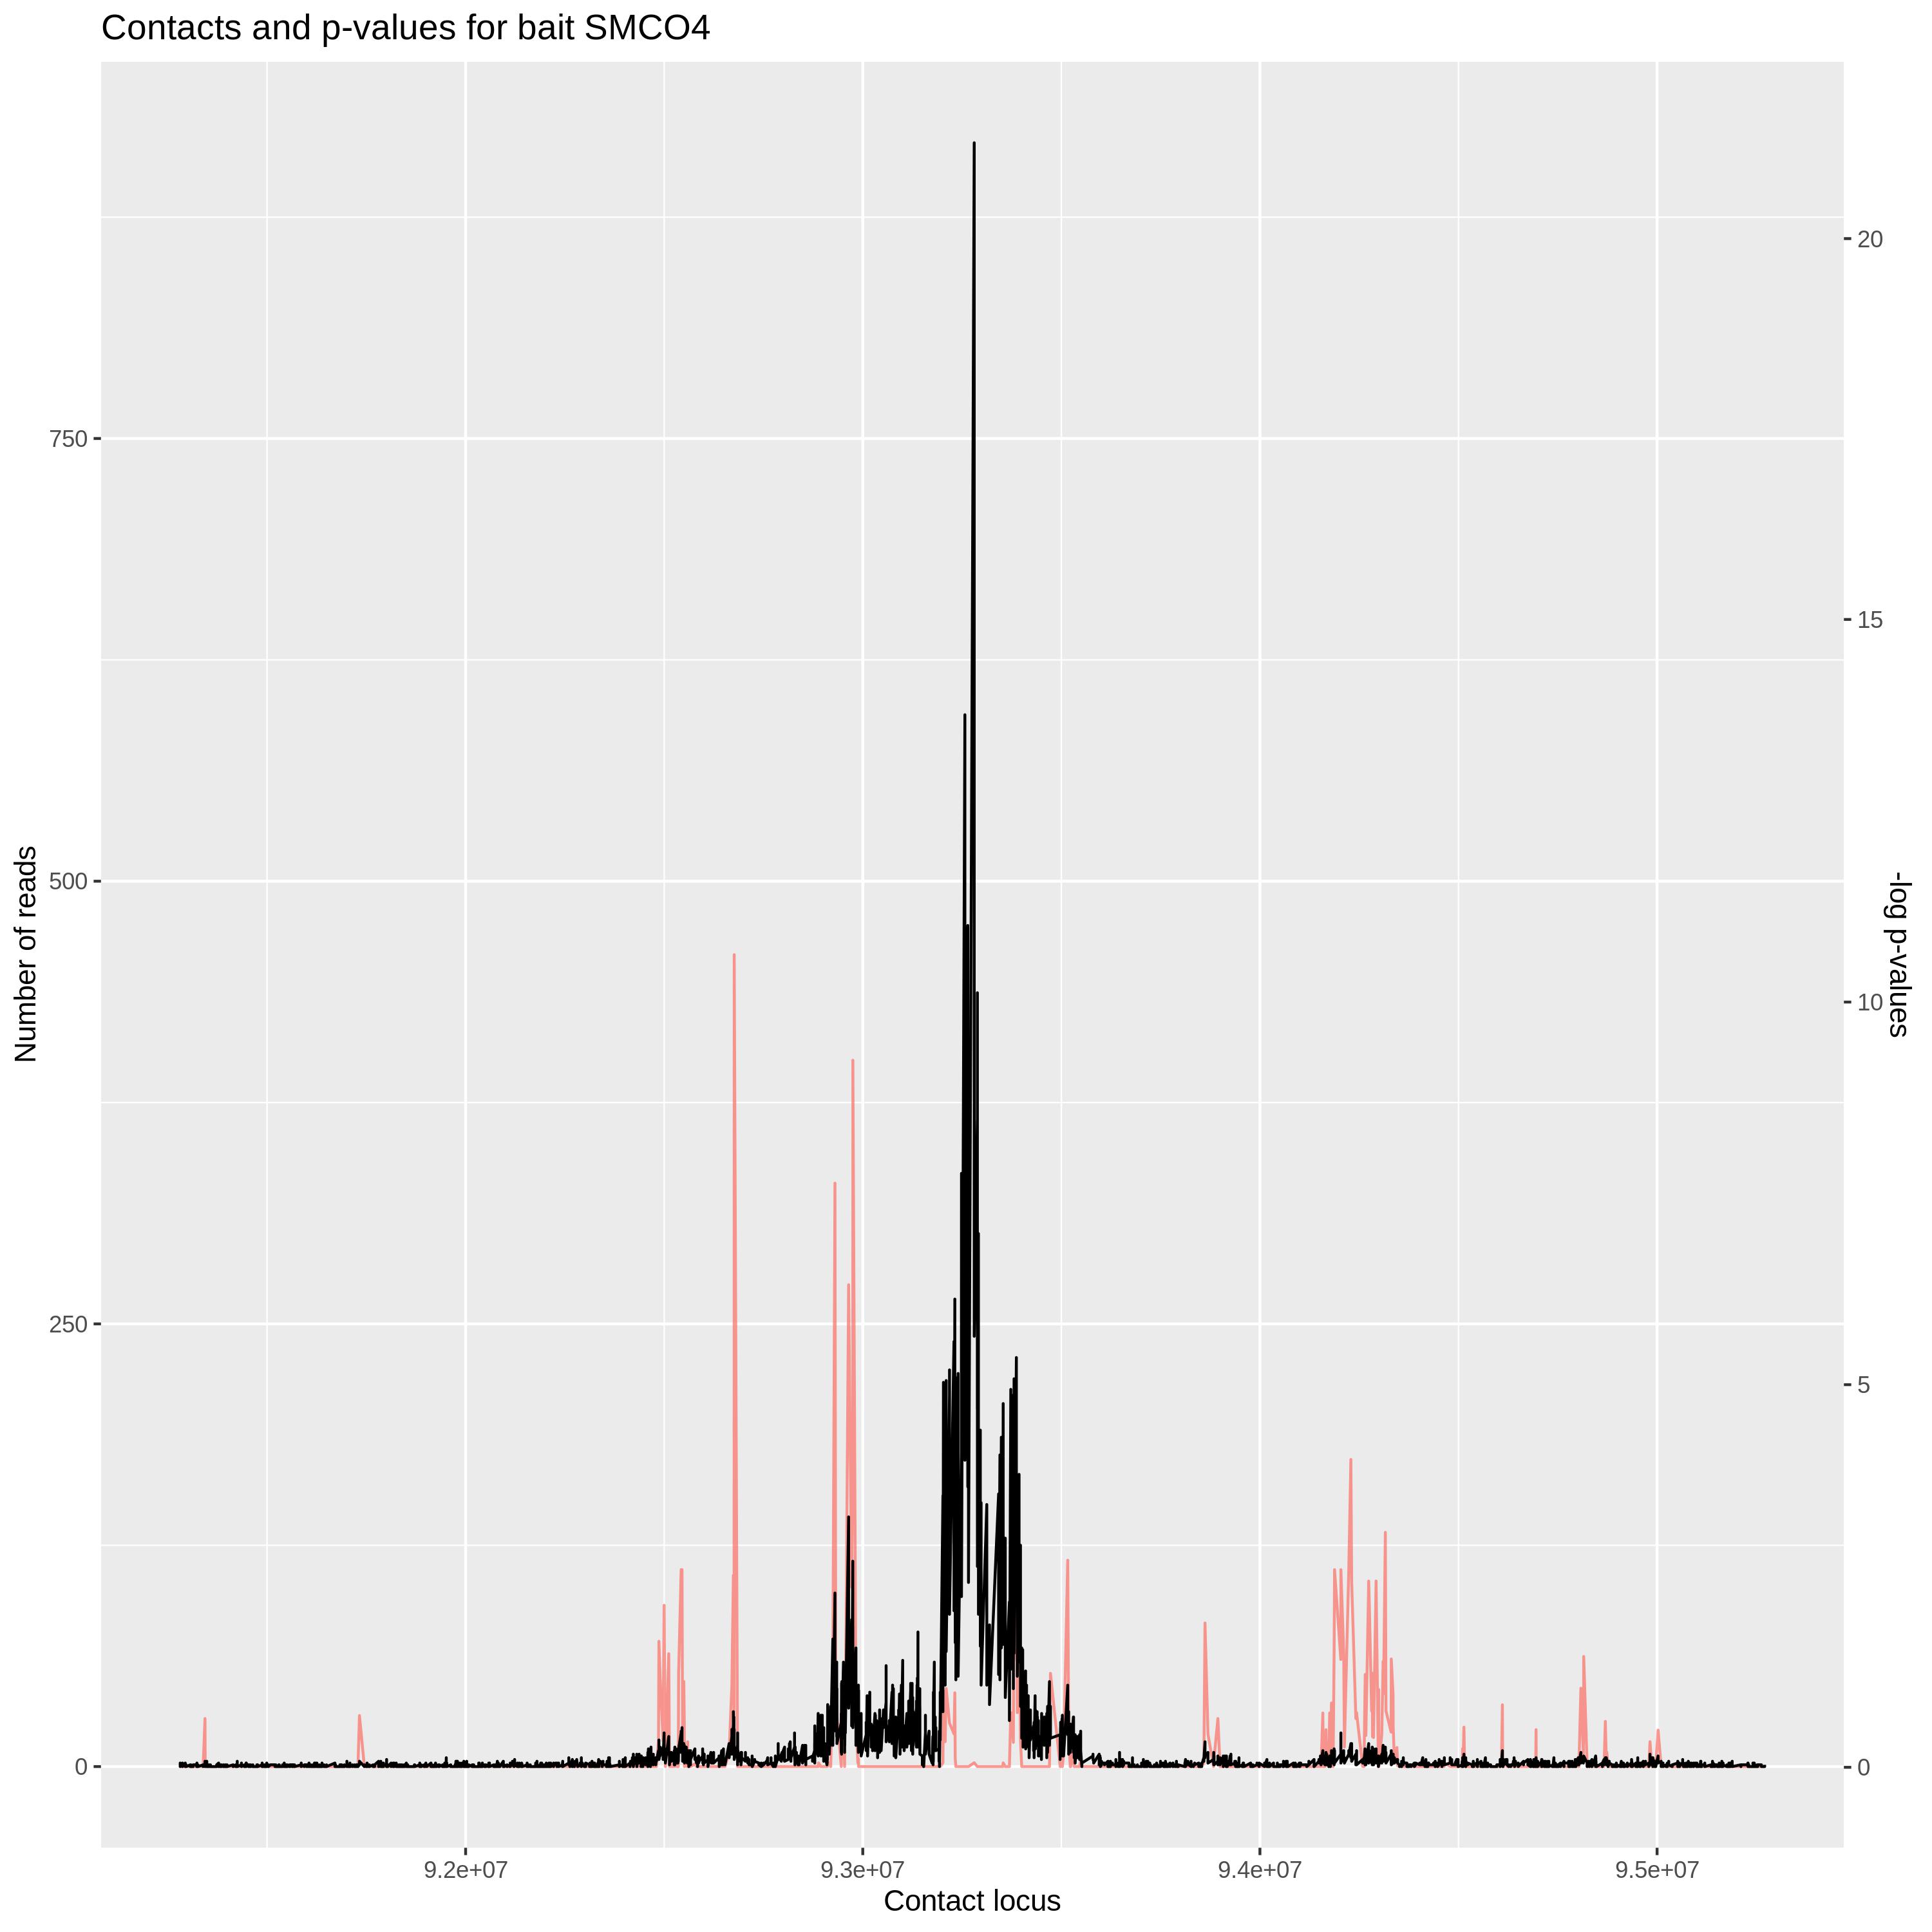 Contacts and p-values for bait SMCO4
Number of reads
750
500
250
0
20
15
10
5
0
-log p-values
9.2e+07
9.3e+07
9.4e+07
9.5e+07
Contact locus